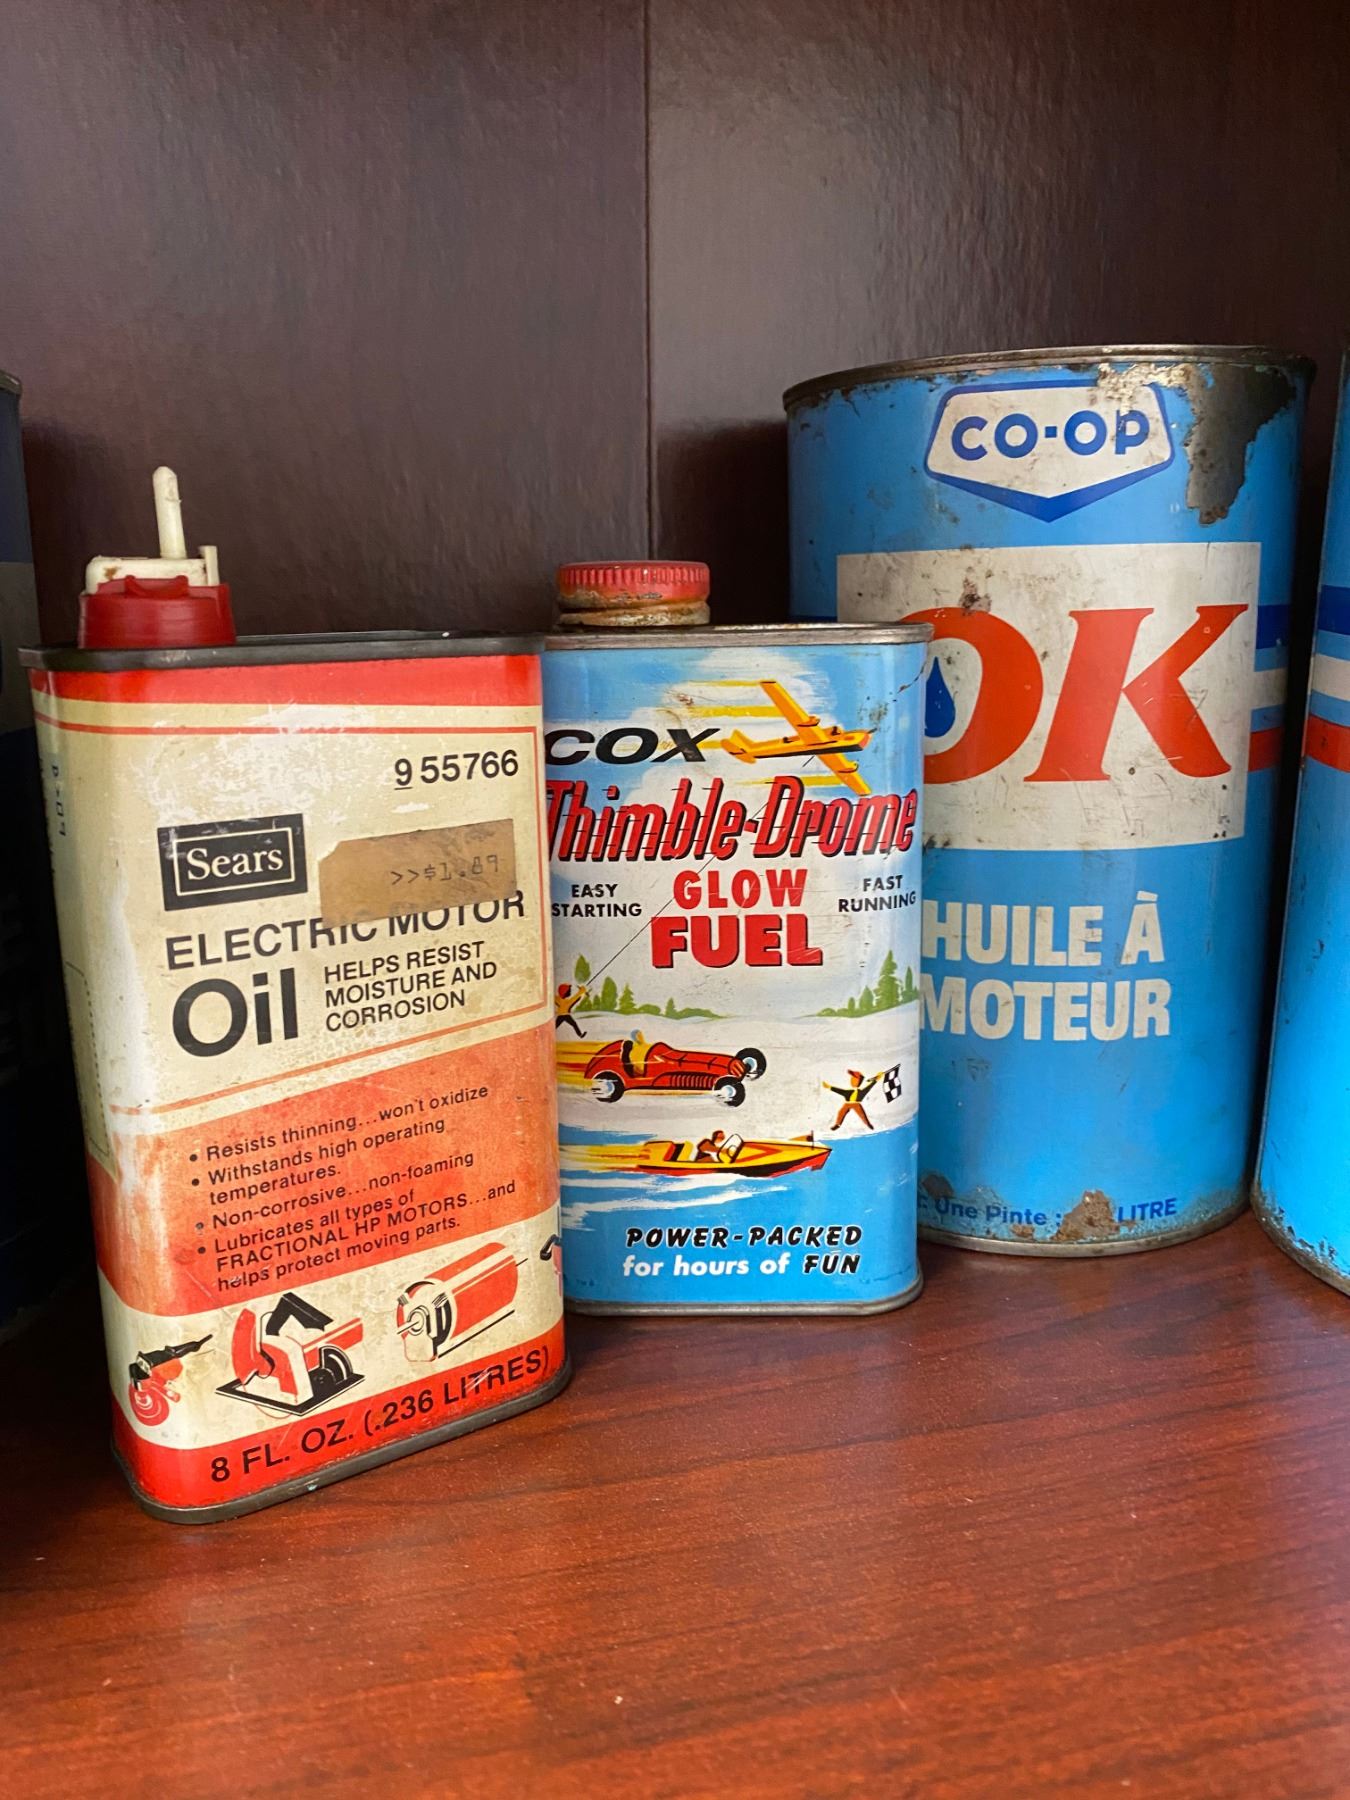 9 55766
Sears
>>$1.89
ELECTRIC MOTOR
Oil
HELPS RESIST
MOISTURE AND
CORROSION
• Resists thinning...won't oxidize
• Withstands high operating
temperatures.
• Non-corrosive...non-foaming
• Lubricates all types of
FRACTIONAL HP MOTORS...and
helps protect moving parts.
8 FL. OZ. (.236 LITRES)
COX
Thimble-Drome
EASY
STARTING
GLOW
FUEL
FAST
RUNNING
POWER-PACKED
for hours of FUN
CO-OP
OK
HUILE À
MOTEUR
Une Pinte :
LITRE